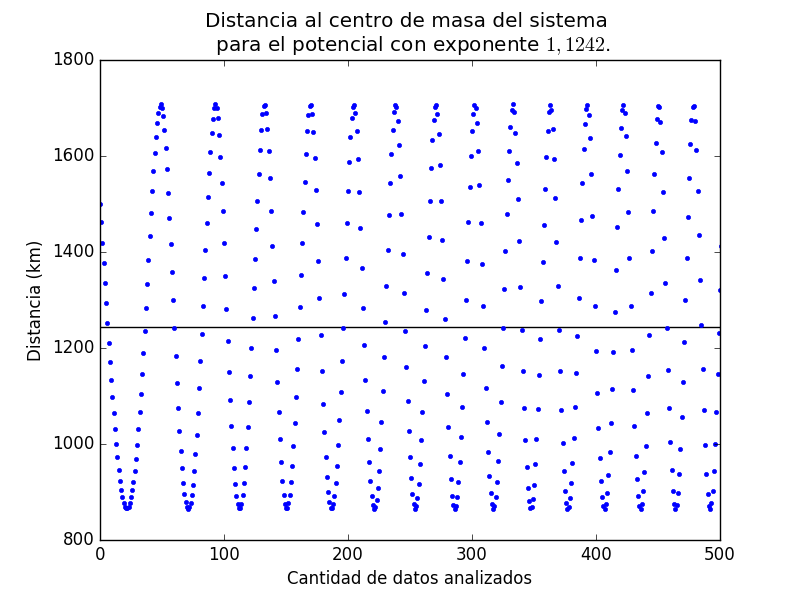 Distancia al centro de masa del sistema
para el potencial con exponente 1, 1242.
1800
1600
1400
1200
1000
800
Distancia (km)
0 100 200 300 400 500
Cantidad de datos analizados